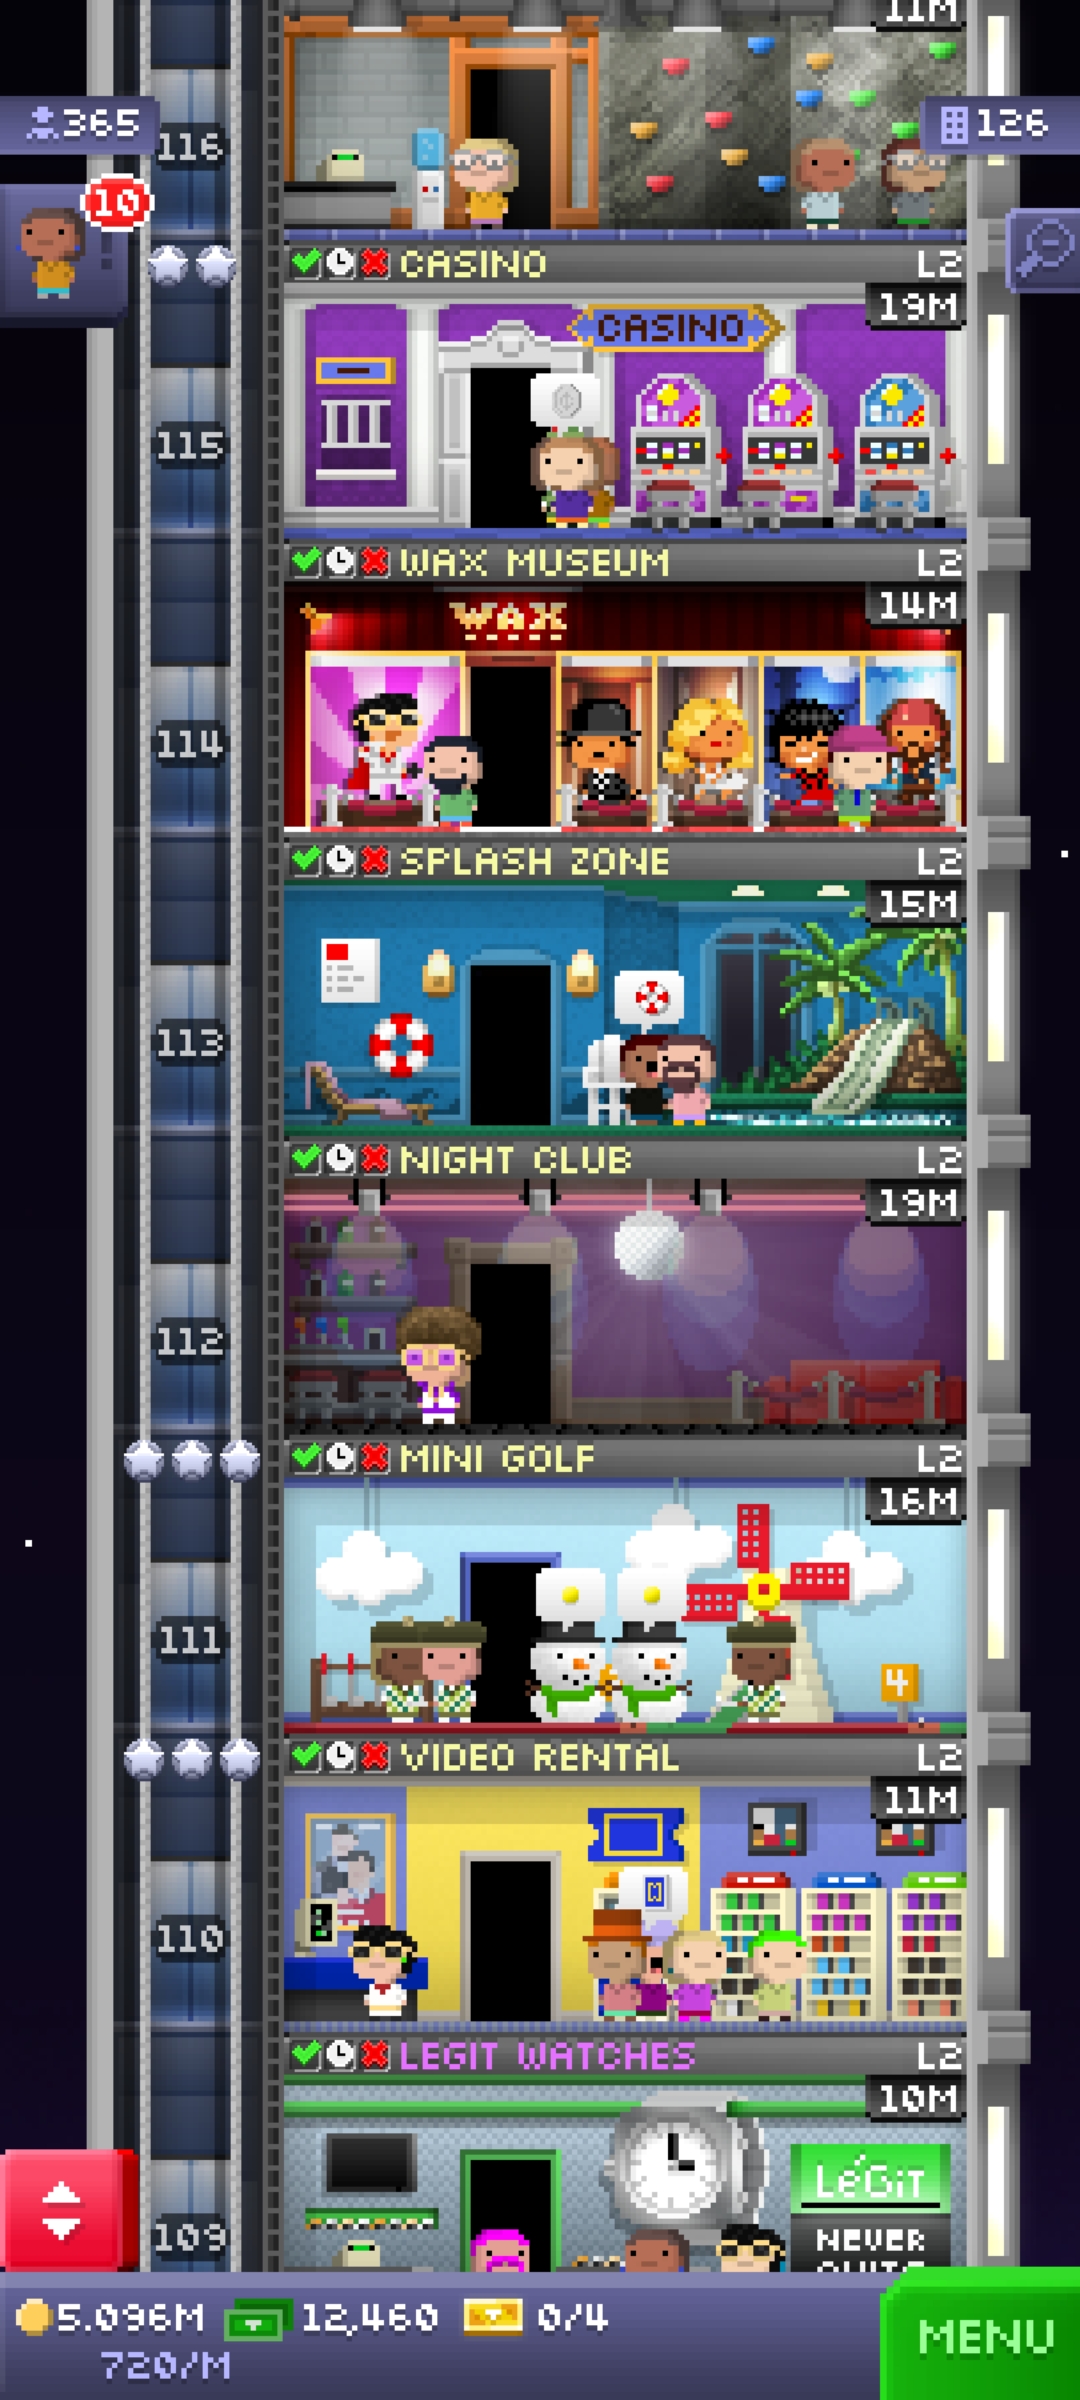 11M
365
116
126
10
CASINO L2
19M
CASINO
115
WAX MUSEUM L2
14M
WAX
114
SPLASH ZONE L2
15M
113
NIGHT CLUB L2
19M
112
MINI GOLF L2
16M
111
4
VIDEO RENTAL L2
11M
110
LEGIT WATCHES L2
10M
LéGiT
NEVER
QUITS
109
5.096M 12,460 0/4
720/M
MENU